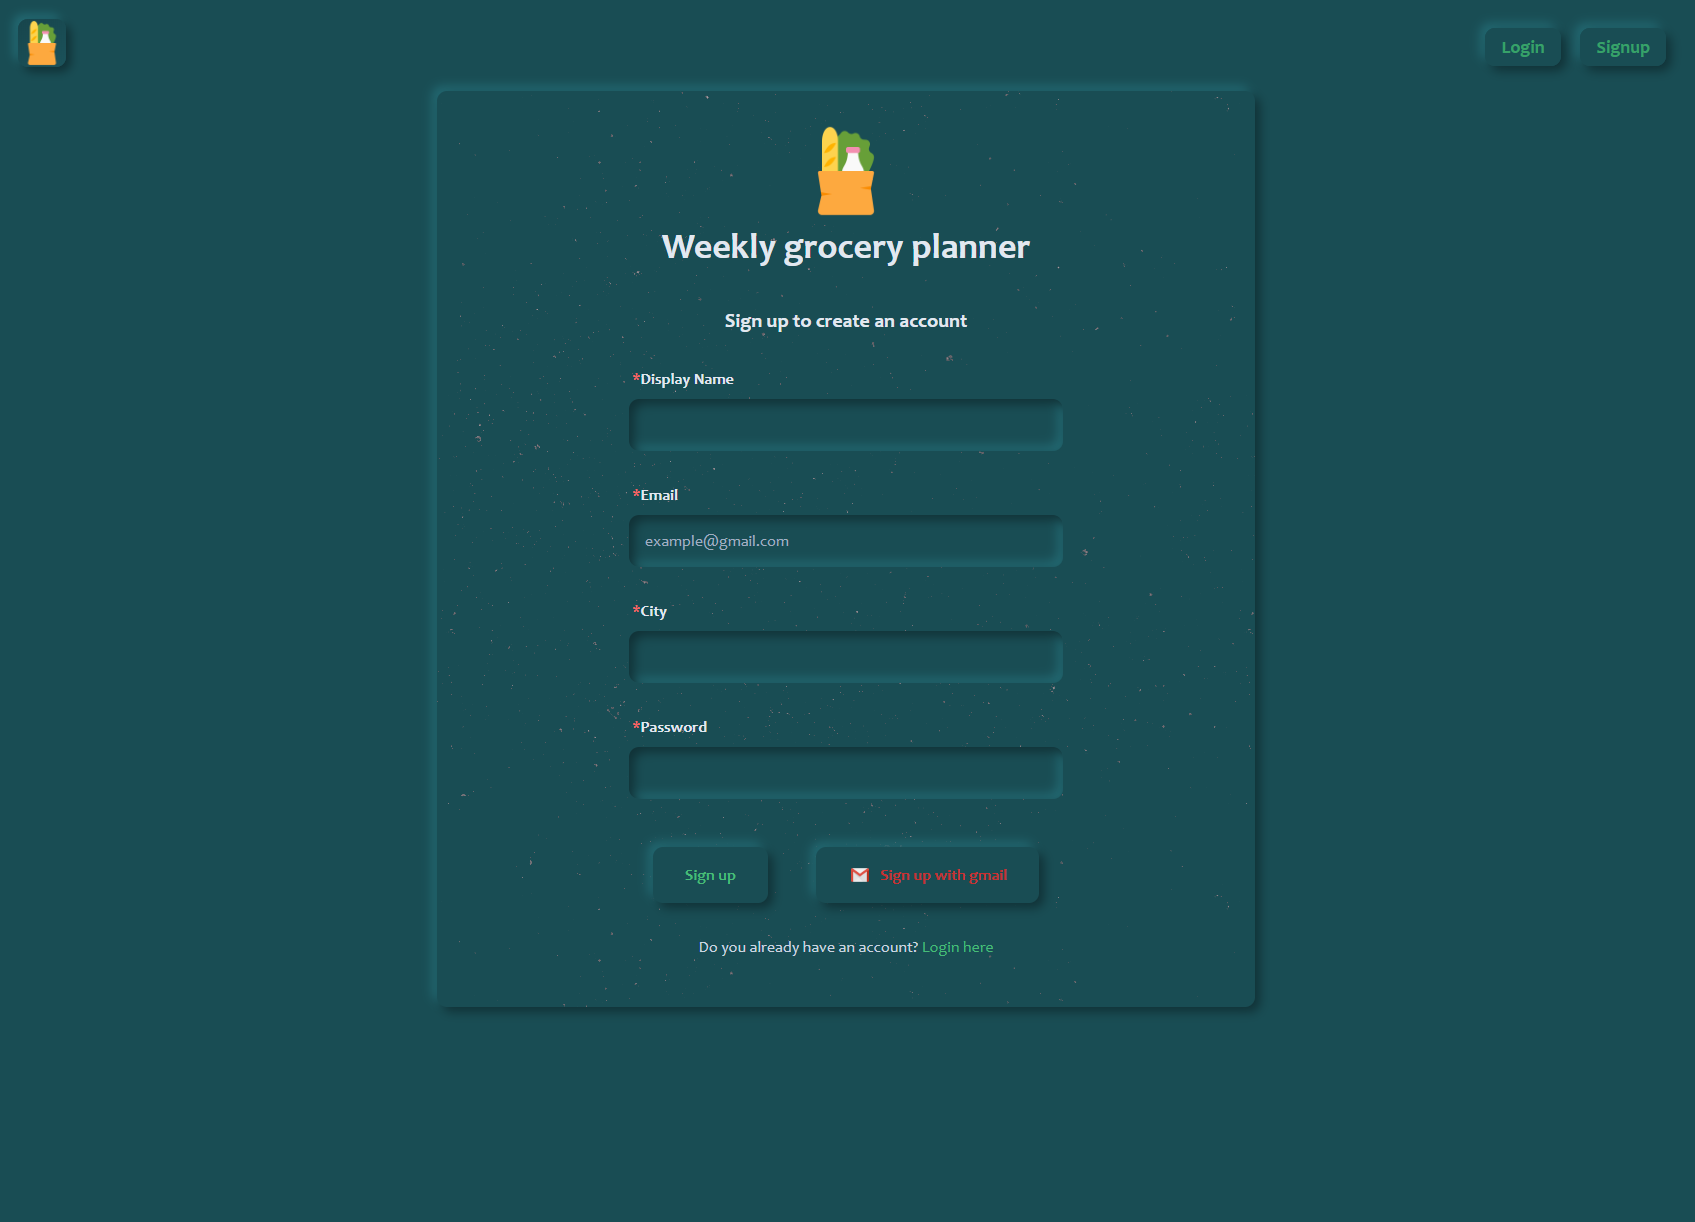 Login
Signup
Weekly grocery planner
Sign up to create an account
*Display Name
*Email
example@gmail.com
*City
*Password
Sign up
Sign up with gmail
Do you already have an account? Login here